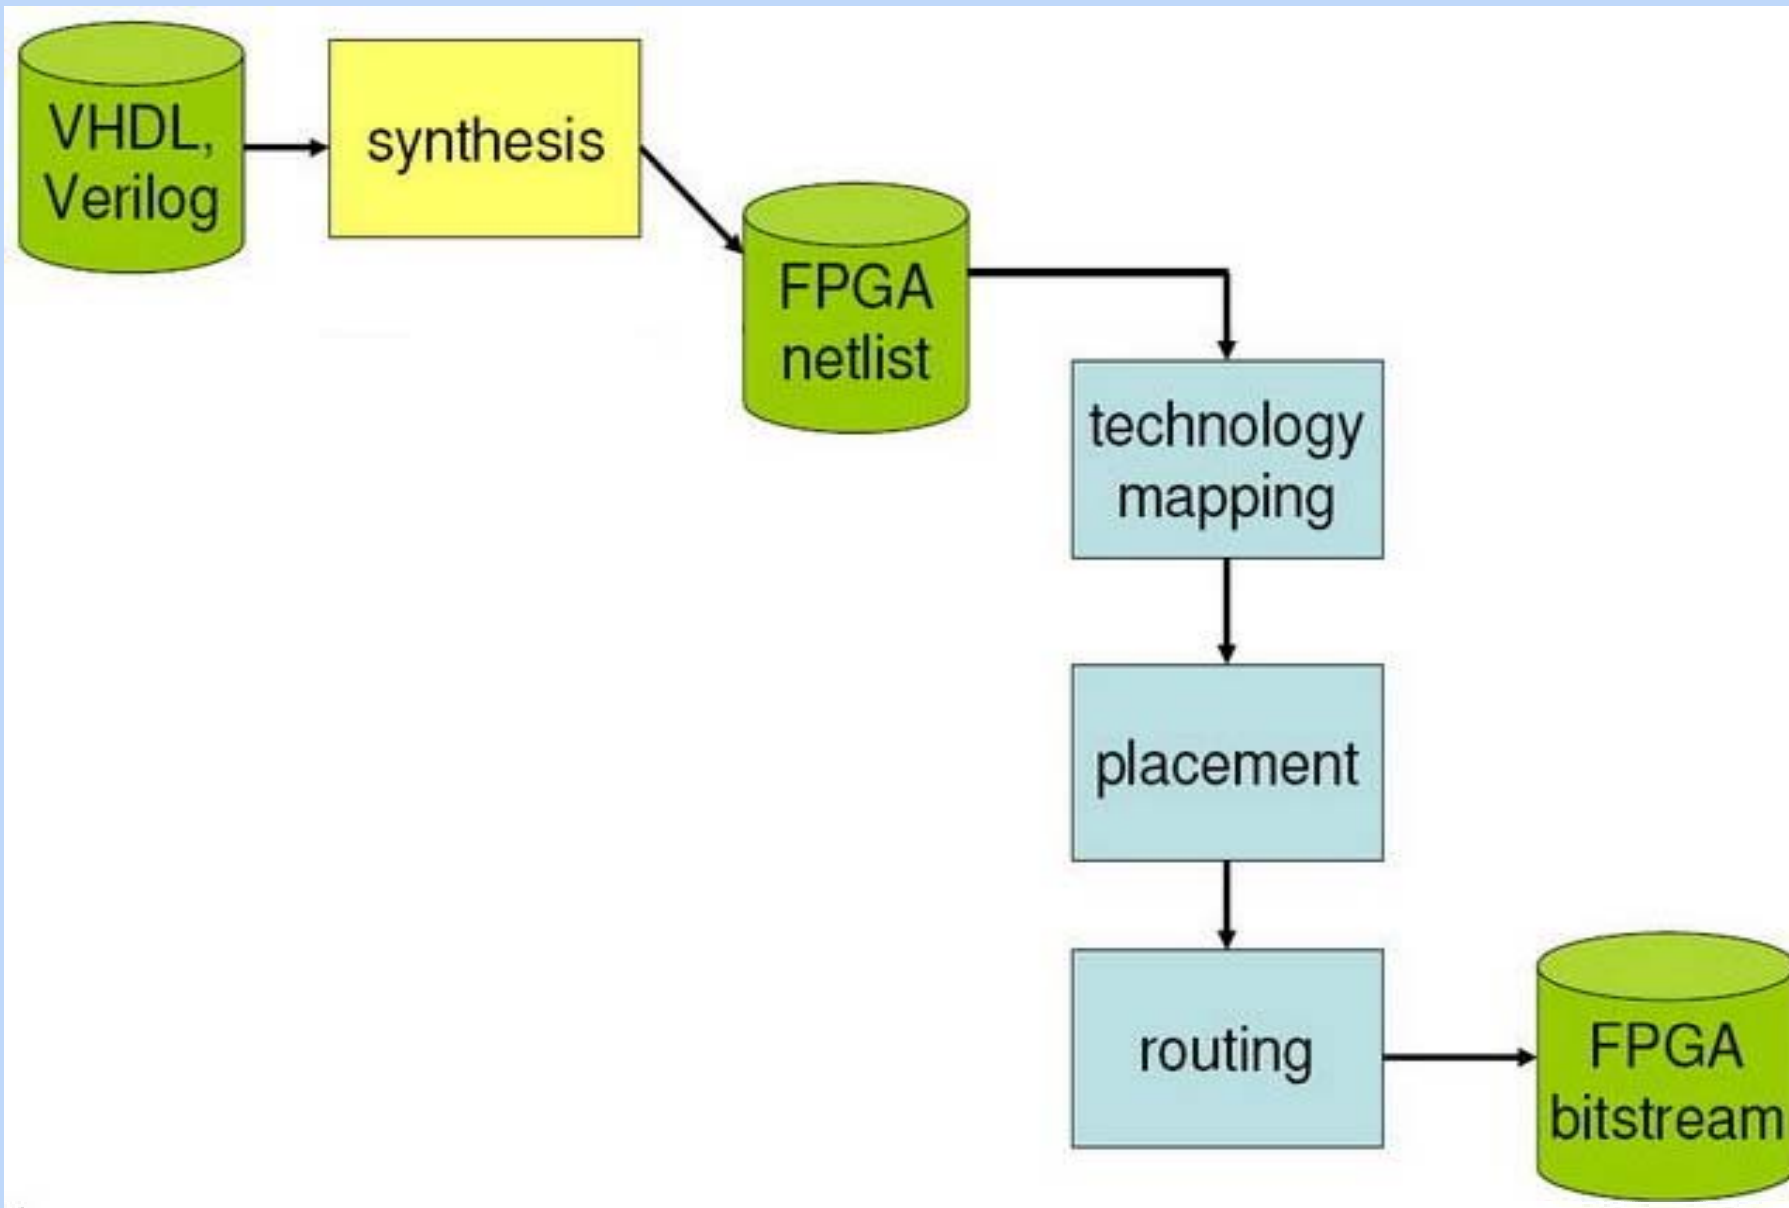 VHDL,
Verilog
synthesis
FPGA
netlist
technology
mapping
placement
routing
FPGA
bitstream